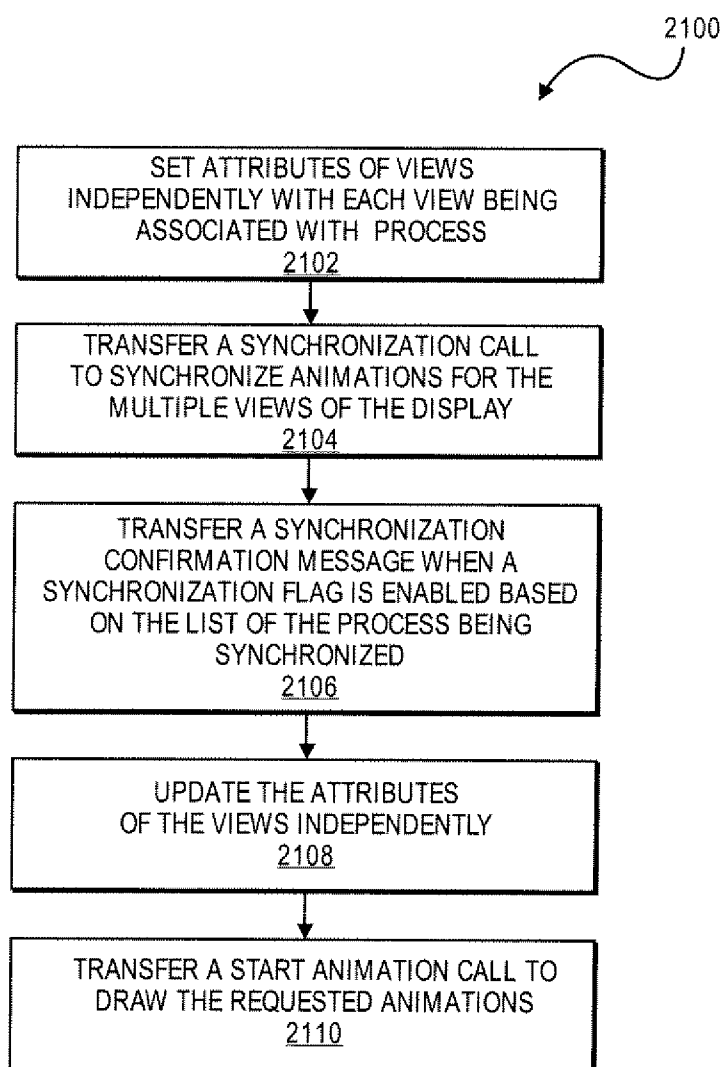 2100
SET ATTRIBUTES OF VIEWS
INDEPENDENTLY WITH EACH VIEW BEING
ASSOCIATED WITH PROCESS
2102
TRANSFER A SYNCHRONIZATION CALL
TO SYNCHRONIZE ANIMATIONS FOR THE
MULTIPLE VIEWS OF THE DISPLAY
2104
TRANSFER A SYNCHRONIZATION
CONFIRMATION MESSAGE WHEN A
SYNCHRONIZATION FLAG IS ENABLED BASED
ON THE LIST OF THE PROCESS BEING
SYNCHRONIZED
2106
UPDATE THE ATTRIBUTES
OF THE VIEWS INDEPENDENTLY
2108
TRANSFER A START ANIMATION CALL TO
DRAW THE REQUESTED ANIMATIONS
2110